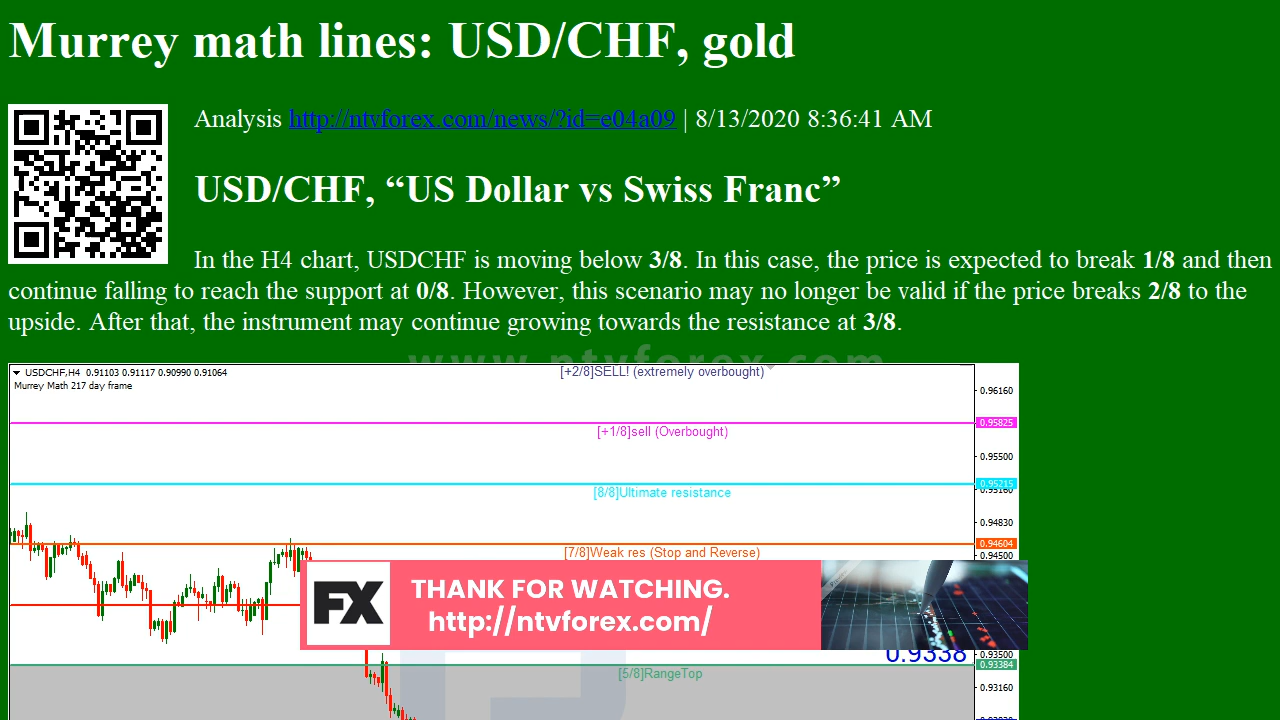 Murrey math lines: USD/CHF, gold
Analysis http://ntvforex.com/news/?id=e04a09 | 8/13/2020 8:36:41 AM
USD/CHF, “US Dollar vs Swiss Franc”
In the H4 chart, USDCHF is moving below 3/8. In this case, the price is expected to break 1/8 and then
continue falling to reach the support at 0/8. However, this scenario may no longer be valid if the price breaks 2/8 to the
upside. After that, the instrument may continue growing towards the resistance at 3/8.
www.ntvforex.com
USDCHF,H4 0.91103 0.91117 0.90990 0.91064
[+2/8]SELL! (extremely overbought)
Murrey Math 217 day frame
0.96160
0.95825
[+1/8]sell (Overbought)
0.95500
0.95215
[8/8]Ultimate resistance
0.95160
0.94830
0.94604
[7/8]Weak res (Stop and Reverse)
0.94500
FX
THANK FOR WATCHING.
http://ntvforex.com/
0.9338
0.93500
0.93384
[5/8]RangeTop
0.93160